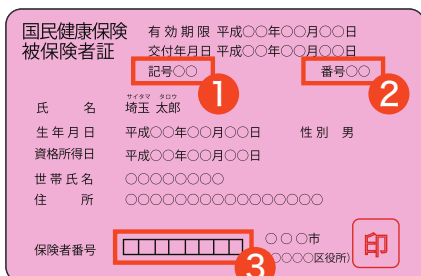 国民健康保険
被保険者証
有効期限 平成○○年○○月○○日
交付年月日 平成○○年○○月○○日
記号○○ 番号○○
1 2
サイタマ タロウ
氏 名 埼玉 太郎
生年月日 平成○○年○○月○○日 性別 男
資格所得日 平成○○年○○月○○日
世帯氏名 ○○○○○○○○
住 所 ○○○○○○○○○○○○○○○○
保険者番号
3
○○○市
○○○○区役所)
印